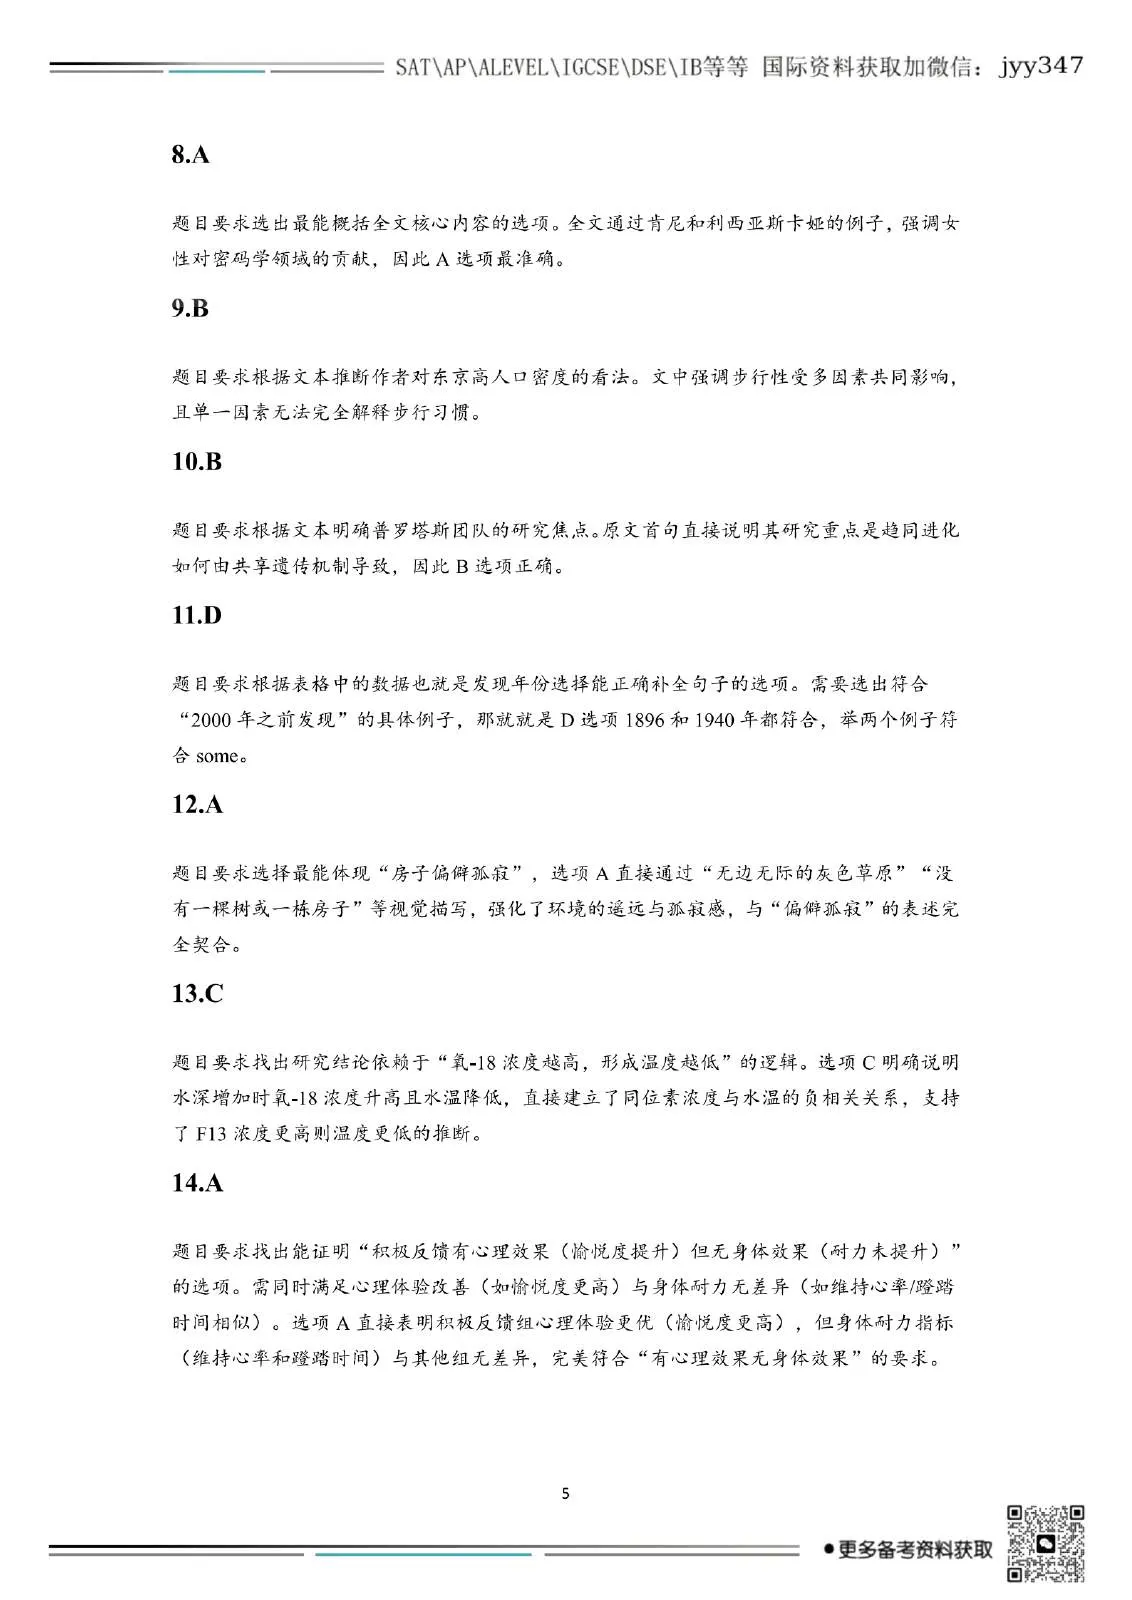 SAT\AP\ALEVEL\IGCSE\DSE\IB等等 国际资料获取加微信：jyy347
8.A
题目要求选出最能概括全文核心内容的选项。全文通过肯尼和利西亚斯卡娅的例子，强调女
性对密码学领域的贡献，因此 A 选项最准确。
9.B
题目要求根据文本推断作者对东京高人口密度的看法。文中强调步行性受多因素共同影响，
且单一因素无法完全解释步行习惯。
10.B
题目要求根据文本明确普罗塔斯团队的研究焦点。原文首句直接说明其研究重点是趋同进化
如何由共享遗传机制导致，因此 B 选项正确。
11.D
题目要求根据表格中的数据也就是发现年份选择能正确补全句子的选项。需要选出符合
“2000 年之前发现”的具体例子，那就就是 D 选项 1896 和 1940 年都符合，举两个例子符
合 some。
12.A
题目要求选择最能体现“房子偏僻孤寂”，选项 A 直接通过“无边无际的灰色草原”“没
有一棵树或一栋房子”等视觉描写，强化了环境的遥远与孤寂感，与“偏僻孤寂”的表述完
全契合。
13.C
题目要求找出研究结论依赖于“氧-18 浓度越高，形成温度越低”的逻辑。选项 C 明确说明
水深增加时氧-18 浓度升高且水温降低，直接建立了同位素浓度与水温的负相关关系，支持
了 F13 浓度更高则温度更低的推断。
14.A
题目要求找出能证明“积极反馈有心理效果（愉悦度提升）但无身体效果（耐力未提升）”
的选项。需同时满足心理体验改善（如愉悦度更高）与身体耐力无差异（如维持心率/蹬踏
时间相似）。选项 A 直接表明积极反馈组心理体验更优（愉悦度更高），但身体耐力指标
（维持心率和蹬踏时间）与其他组无差异，完美符合“有心理效果无身体效果”的要求。
5
●更多备考资料获取